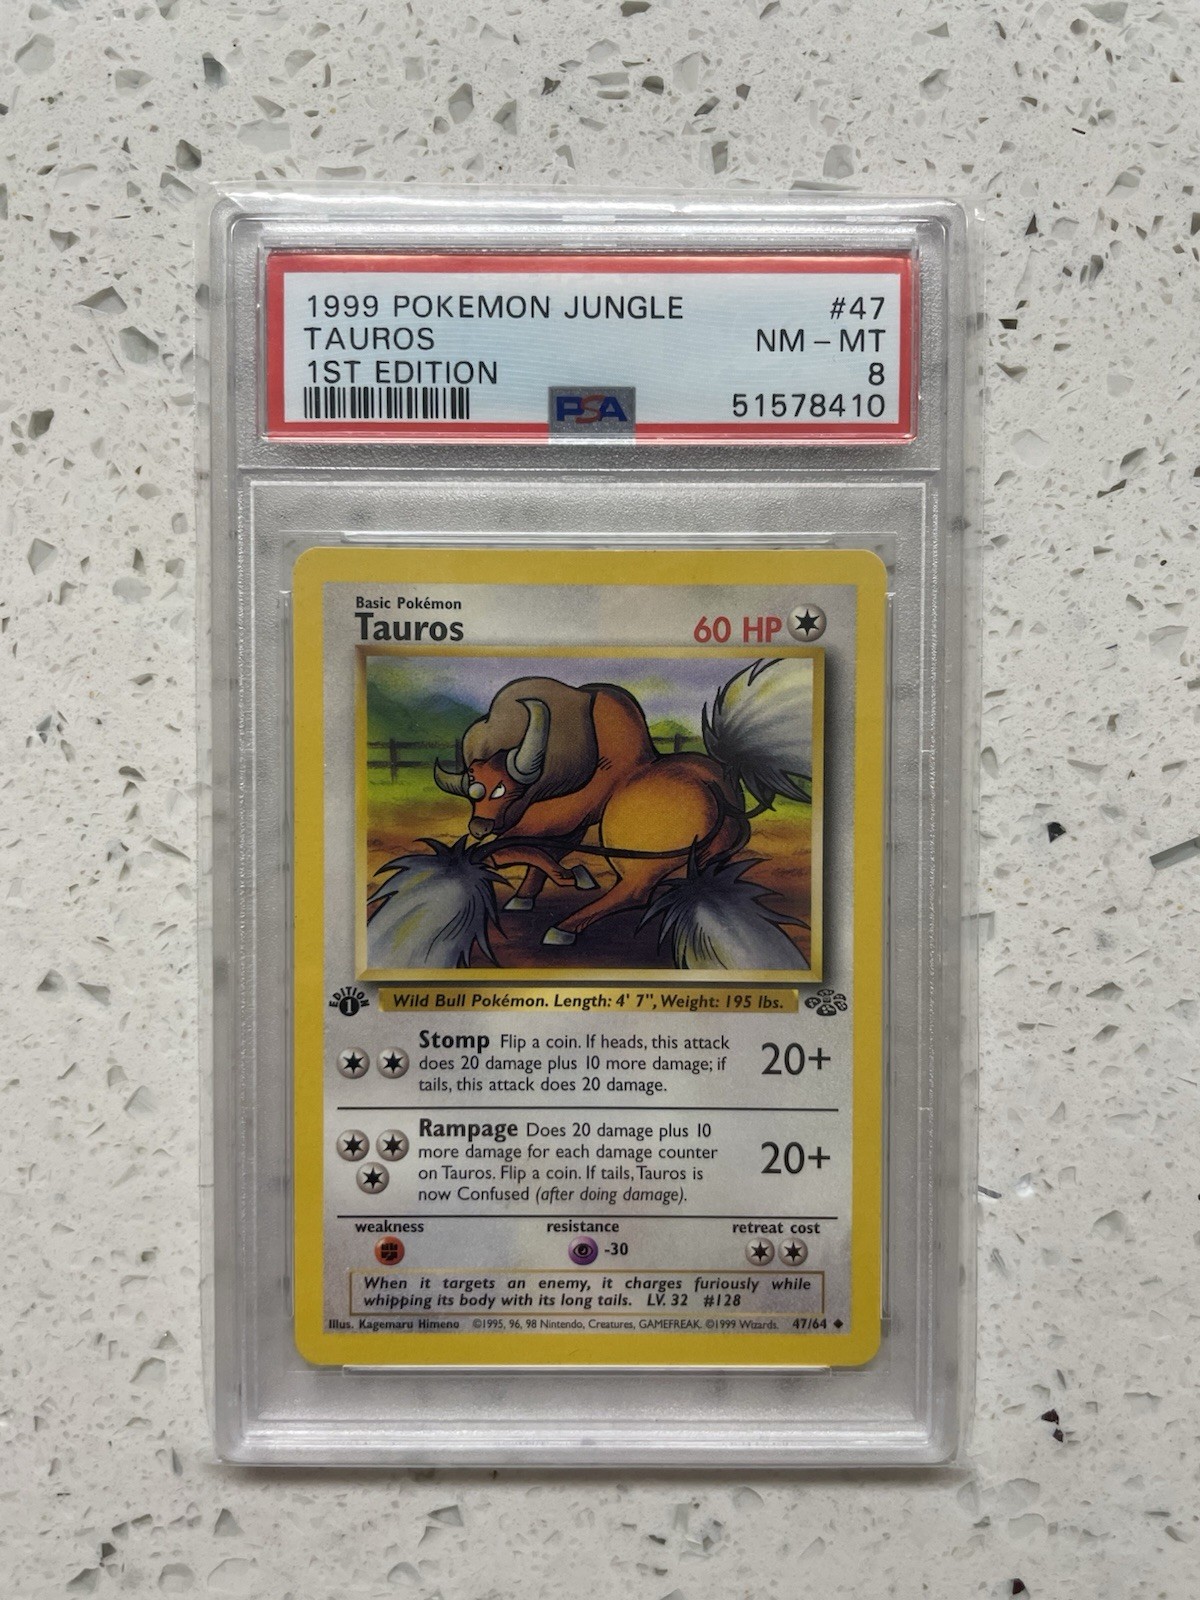 1999 POKEMON JUNGLE #47
TAUROS NM - MT
1ST EDITION 8
PSA 51578410
Basic Pokémon
Tauros 60 HP
EDITION 1
Wild Bull Pokémon. Length: 4' 7", Weight: 195 lbs.
Stomp Flip a coin. If heads, this attack
does 20 damage plus 10 more damage; if
tails, this attack does 20 damage.
20+
Rampage Does 20 damage plus 10
more damage for each damage counter
on Tauros. Flip a coin. If tails, Tauros is
now Confused (after doing damage).
20+
weakness resistance retreat cost
-30
When it targets an enemy, it charges furiously while
whipping its body with its long tails. LV. 32 #128
Illus. Kagemaru Himeno ©1995, 96, 98 Nintendo, Creatures, GAMEFREAK. ©1999 Wizards. 47/64